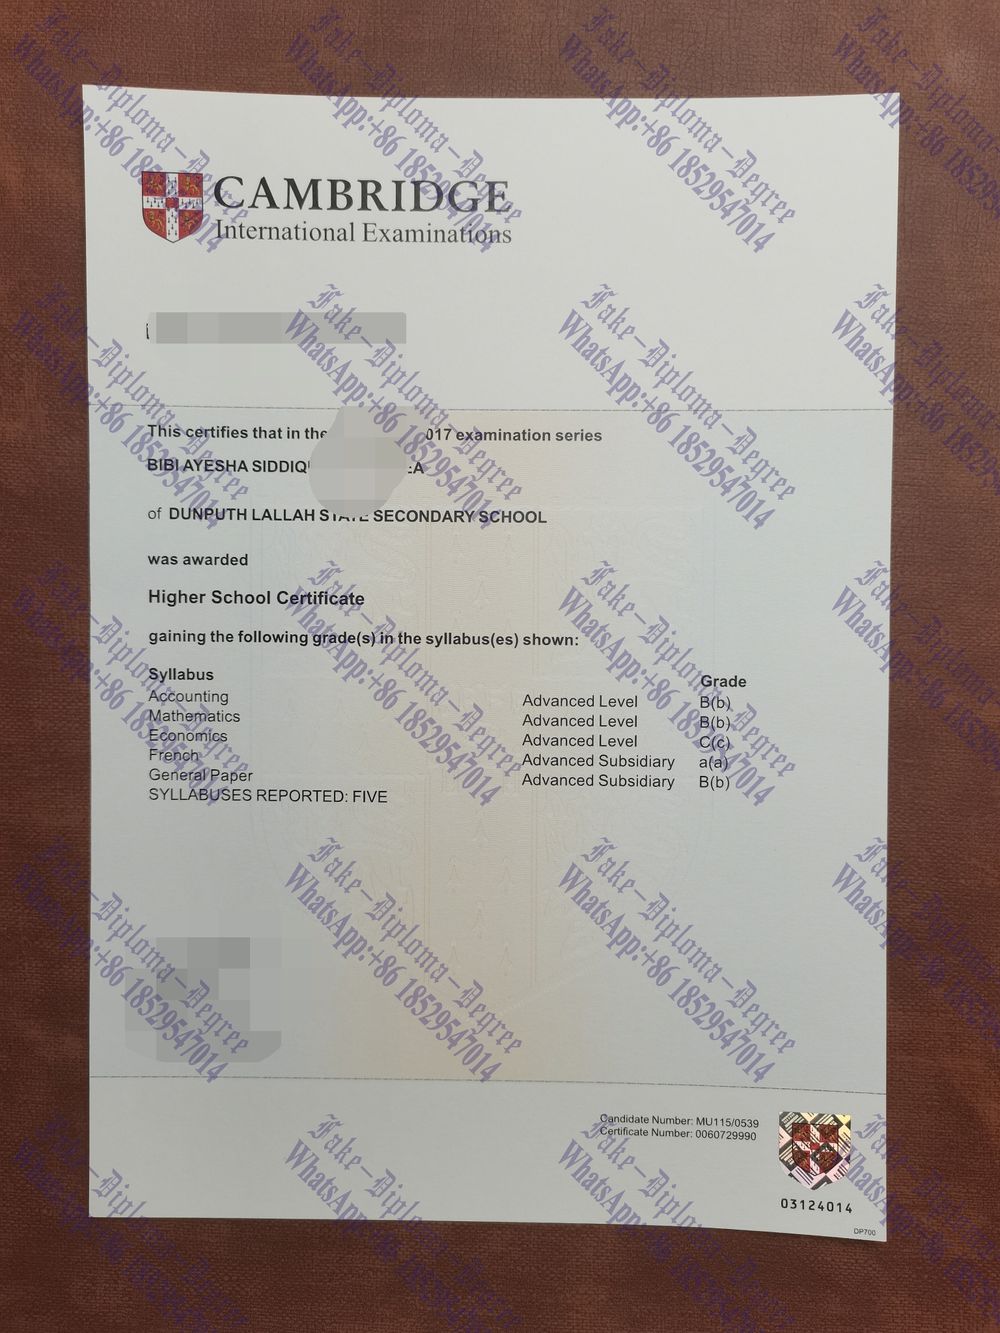 CAMBRIDGE
International Examinations
This certifies that in the 017 examination series
BIBI AYESHA SIDDIQ
of DUNPUTH LALLAH STATE SECONDARY SCHOOL
was awarded
Higher School Certificate
gaining the following grade(s) in the syllabus(es) shown:
Syllabus Grade
Accounting Advanced Level B(b)
Mathematics Advanced Level B(b)
Economics Advanced Level C(c)
French Advanced Subsidiary a(a)
General Paper Advanced Subsidiary B(b)
SYLLABUSES REPORTED: FIVE
Candidate Number: MU115/0539
Certificate Number: 0060729990
03124014
DP700
Fake-Diploma-Degree
WhatsApp:+86 18529547014